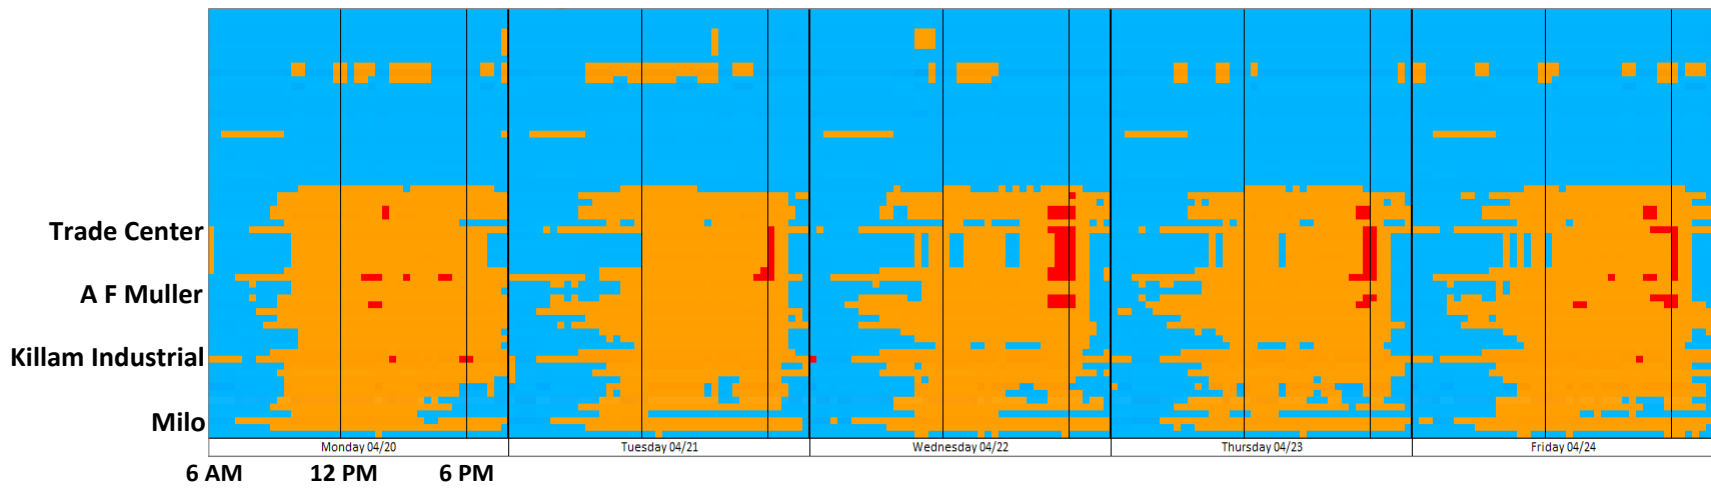 Trade Center
A F Muller
Killam Industrial
Milo
Monday 04/20 Tuesday 04/21 Wednesday 04/22 Thursday 04/23 Friday 04/24
6 AM 12 PM 6 PM